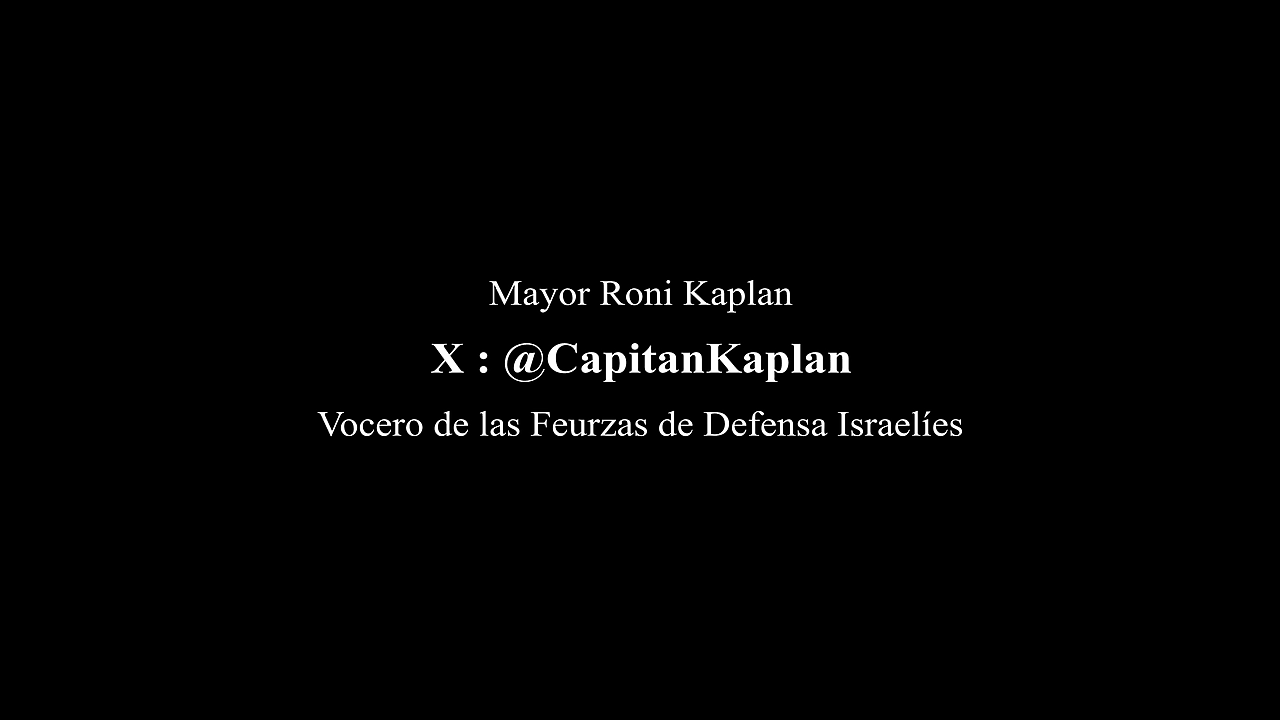 Mayor Roni Kaplan
X : @CapitanKaplan
Vocero de las Feurzas de Defensa Israelíes